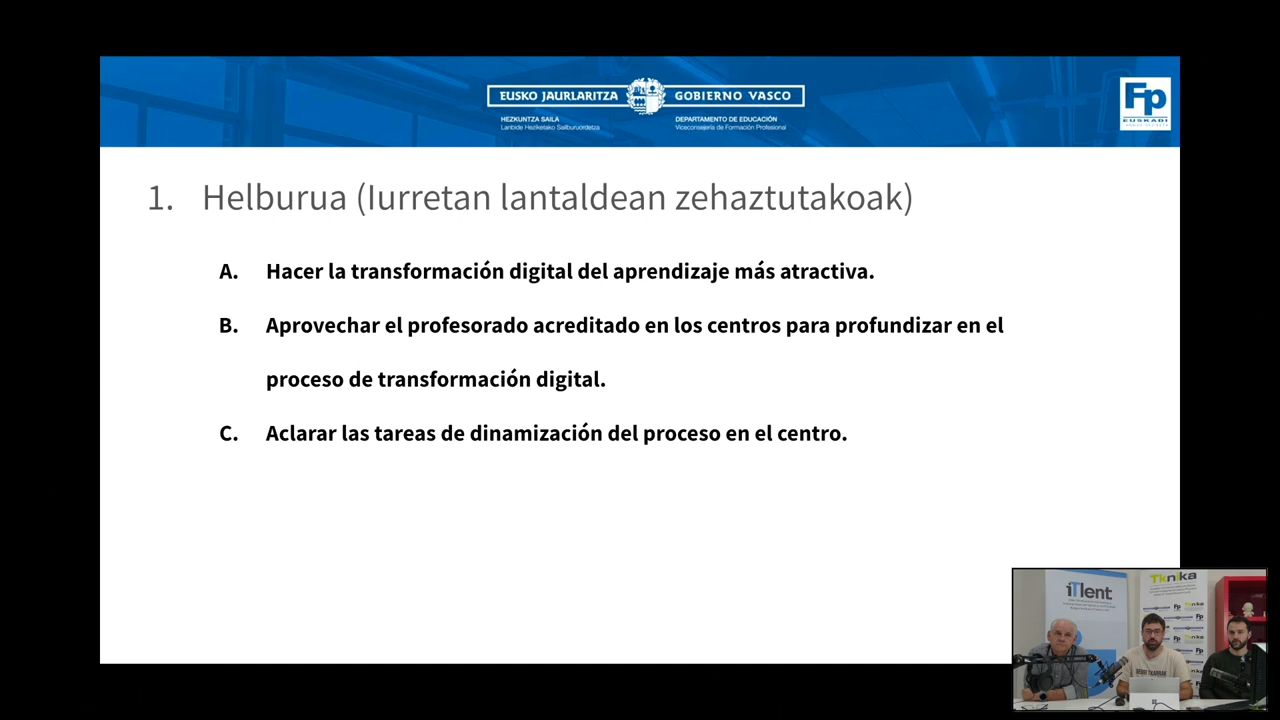 EUSKO JAURLARITZA
GOBIERNO VASCO
HEZKUNTZA SAILA
Lanbide Heziketako Sailburuordetza
DEPARTAMENTO DE EDUCACIÓN
Viceconsejería de Formación Profesional
Fp
EUSKADI
1. Helburua (Iurretan lantaldean zehaztutakoak)
A. Hacer la transformación digital del aprendizaje más atractiva.
B. Aprovechar el profesorado acreditado en los centros para profundizar en el
proceso de transformación digital.
C. Aclarar las tareas de dinamización del proceso en el centro.
iTlent
Tknika